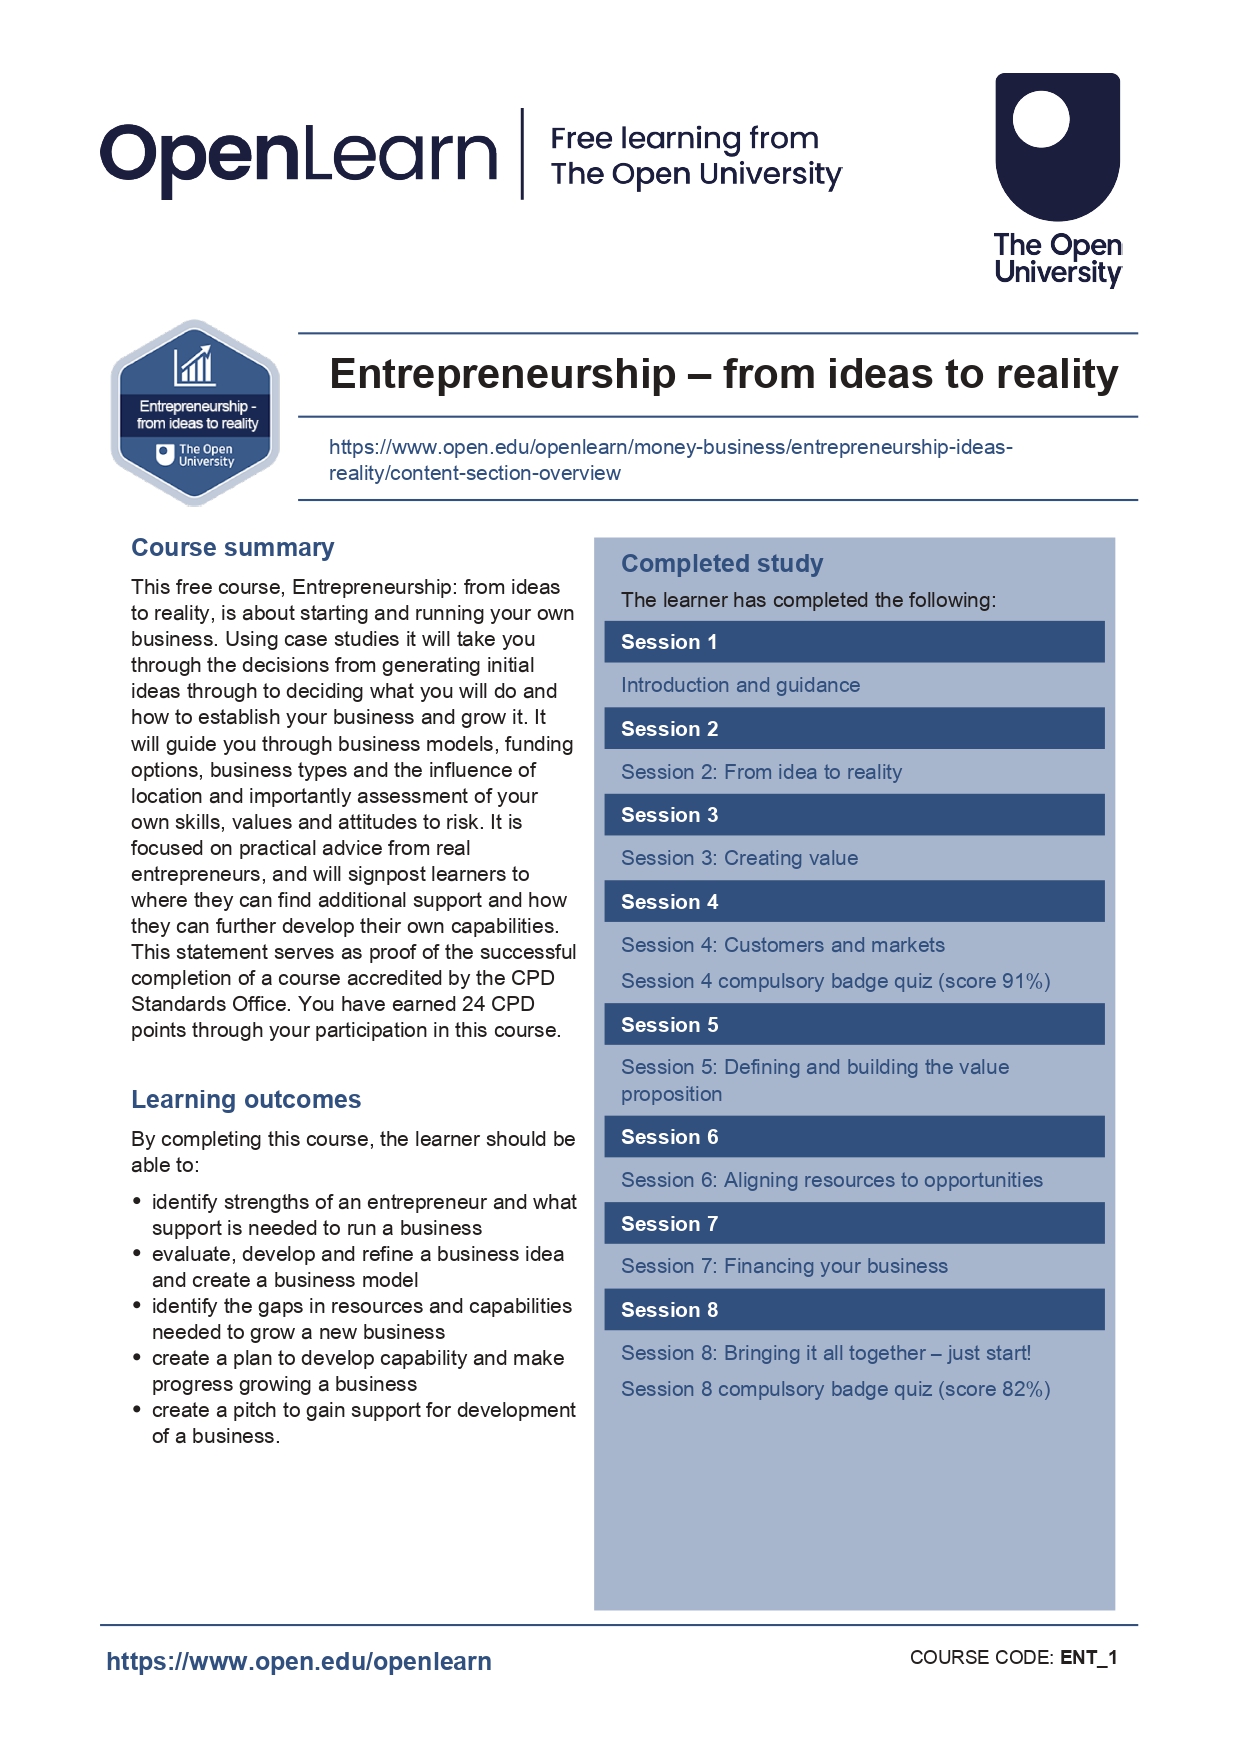 OpenLearn
Free learning from
The Open University
The Open
University
Entrepreneurship -
from ideas to reality
The Open
University
Entrepreneurship – from ideas to reality
https://www.open.edu/openlearn/money-business/entrepreneurship-ideas-
reality/content-section-overview
Course summary
This free course, Entrepreneurship: from ideas
to reality, is about starting and running your own
business. Using case studies it will take you
through the decisions from generating initial
ideas through to deciding what you will do and
how to establish your business and grow it. It
will guide you through business models, funding
options, business types and the influence of
location and importantly assessment of your
own skills, values and attitudes to risk. It is
focused on practical advice from real
entrepreneurs, and will signpost learners to
where they can find additional support and how
they can further develop their own capabilities.
This statement serves as proof of the successful
completion of a course accredited by the CPD
Standards Office. You have earned 24 CPD
points through your participation in this course.
Learning outcomes
By completing this course, the learner should be
able to:
• identify strengths of an entrepreneur and what
support is needed to run a business
• evaluate, develop and refine a business idea
and create a business model
• identify the gaps in resources and capabilities
needed to grow a new business
• create a plan to develop capability and make
progress growing a business
• create a pitch to gain support for development
of a business.
Completed study
The learner has completed the following:
Session 1
Introduction and guidance
Session 2
Session 2: From idea to reality
Session 3
Session 3: Creating value
Session 4
Session 4: Customers and markets
Session 4 compulsory badge quiz (score 91%)
Session 5
Session 5: Defining and building the value
proposition
Session 6
Session 6: Aligning resources to opportunities
Session 7
Session 7: Financing your business
Session 8
Session 8: Bringing it all together – just start!
Session 8 compulsory badge quiz (score 82%)
https://www.open.edu/openlearn
COURSE CODE: ENT_1